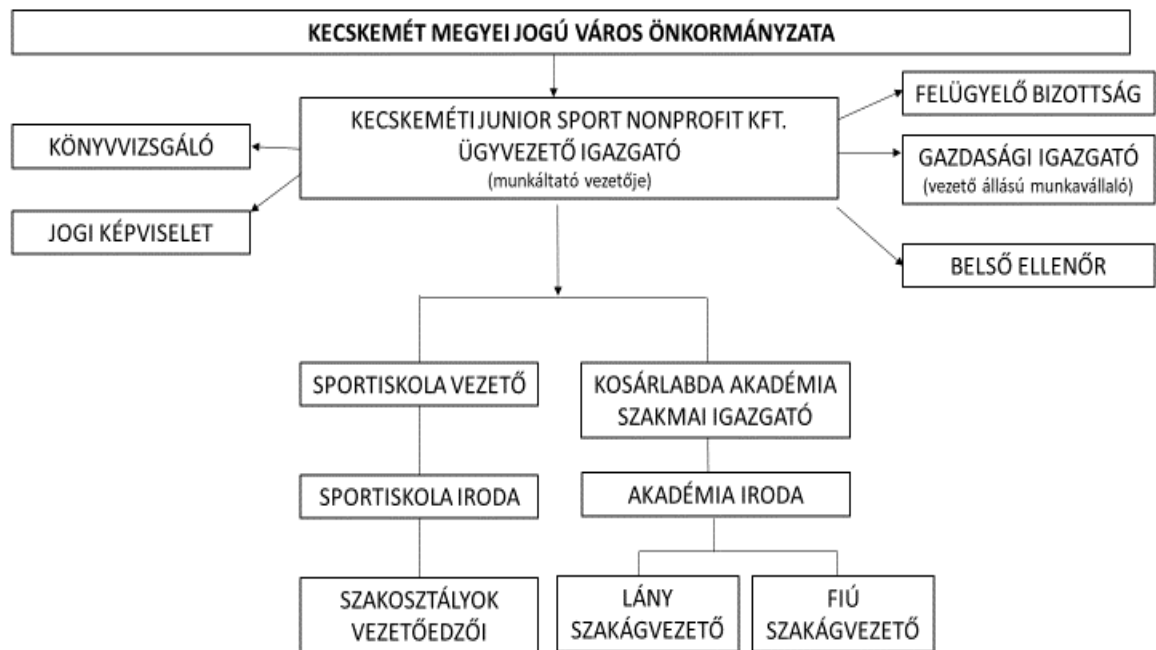 KECSKEMÉT MEGYEI JOGÚ VÁROS ÖNKORMÁNYZATA
KECSKEMÉTI JUNIOR SPORT NONPROFIT KFT.
ÜGYVEZETŐ IGAZGATÓ
(munkáltató vezetője)
FELÜGYELŐ BIZOTTSÁG
KÖNYVVIZSGÁLÓ
GAZDASÁGI IGAZGATÓ
(vezető állású munkavállaló)
JOGI KÉPVISELET
BELSŐ ELLENŐR
SPORTISKOLA VEZETŐ
KOSÁRLABDA AKADÉMIA
SZAKMAI IGAZGATÓ
SPORTISKOLA IRODA
AKADÉMIA IRODA
SZAKOSZTÁLYOK
VEZETŐEDZŐI
LÁNY
SZAKÁGVEZETŐ
FIÚ
SZAKÁGVEZETŐ